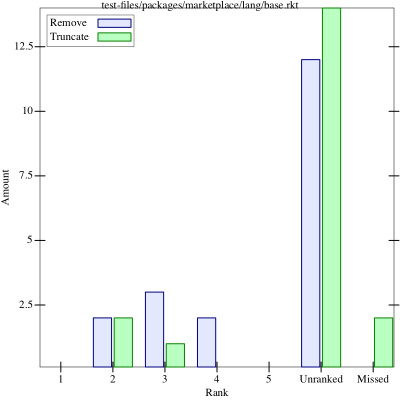 test-files/packages/marketplace/lang/base.rkt
Remove
Truncate
12.5
10
7.5
5
2.5
Amount
1 2 3 4 5 Unranked Missed
Rank